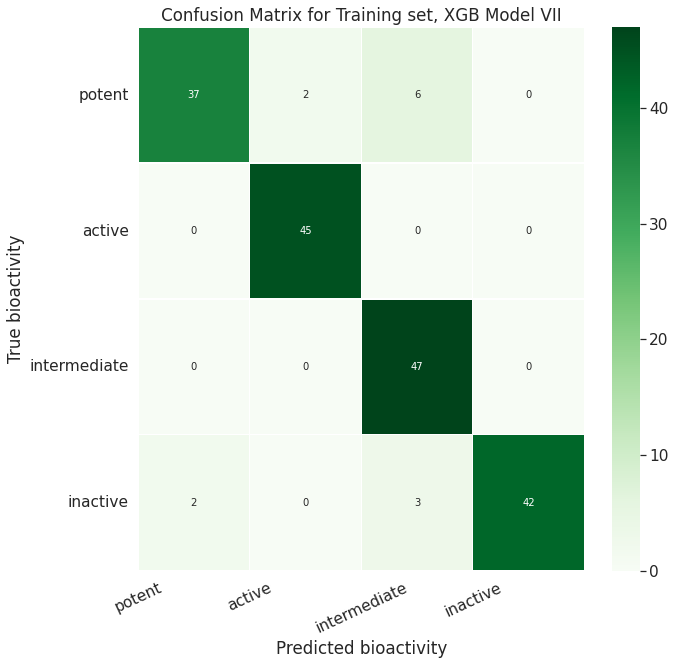 Confusion Matrix for Training set, XGB Model VII
True bioactivity
potent
37 2 6 0
active
0 45 0 0
intermediate
0 0 47 0
inactive
2 0 3 42
potent active intermediate inactive
Predicted bioactivity
40
30
20
10
0